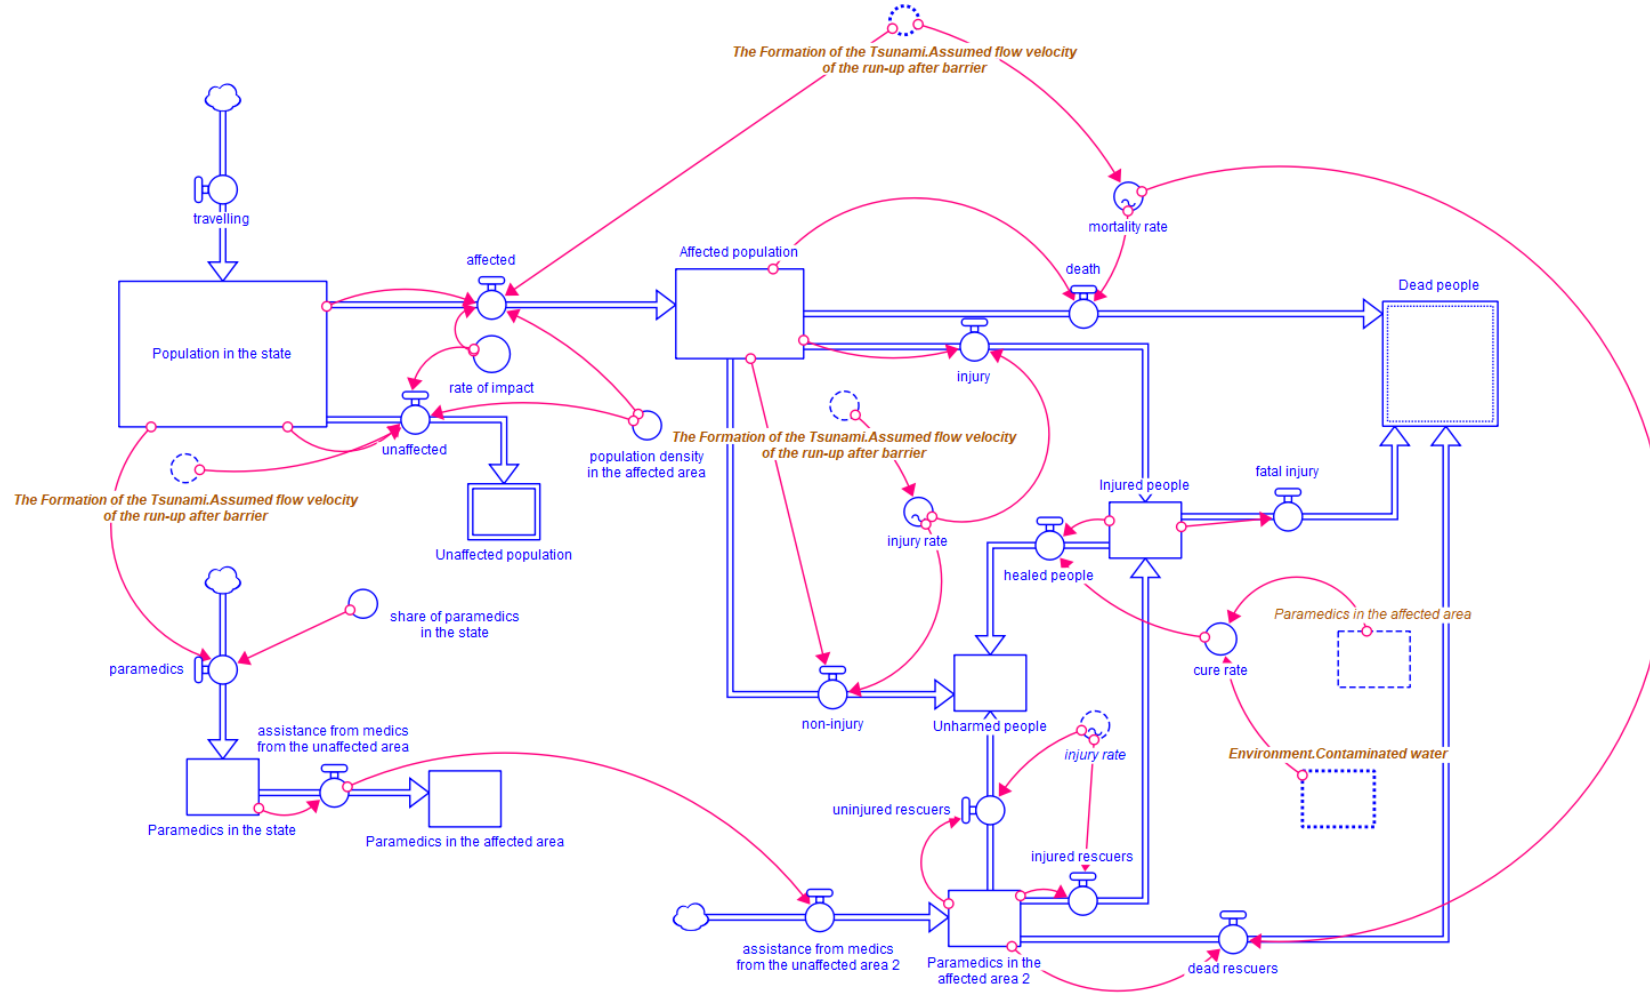 The Formation of the Tsunami.Assumed flow velocity
of the run-up after barrier
travelling
mortality rate
affected
Affected population
death
Dead people
Population in the state
rate of impact
injury
unaffected
population density
in the affected area
The Formation of the Tsunami.Assumed flow velocity
of the run-up after barrier
The Formation of the Tsunami.Assumed flow velocity
of the run-up after barrier
Unaffected population
injury rate
Injured people
fatal injury
healed people
share of paramedics
in the state
Paramedics in the affected area
cure rate
paramedics
non-injury
Unharmed people
assistance from medics
from the unaffected area
injury rate
Environment.Contaminated water
uninjured rescuers
Paramedics in the state
Paramedics in the affected area
injured rescuers
assistance from medics
from the unaffected area 2
Paramedics in the
affected area 2
dead rescuers